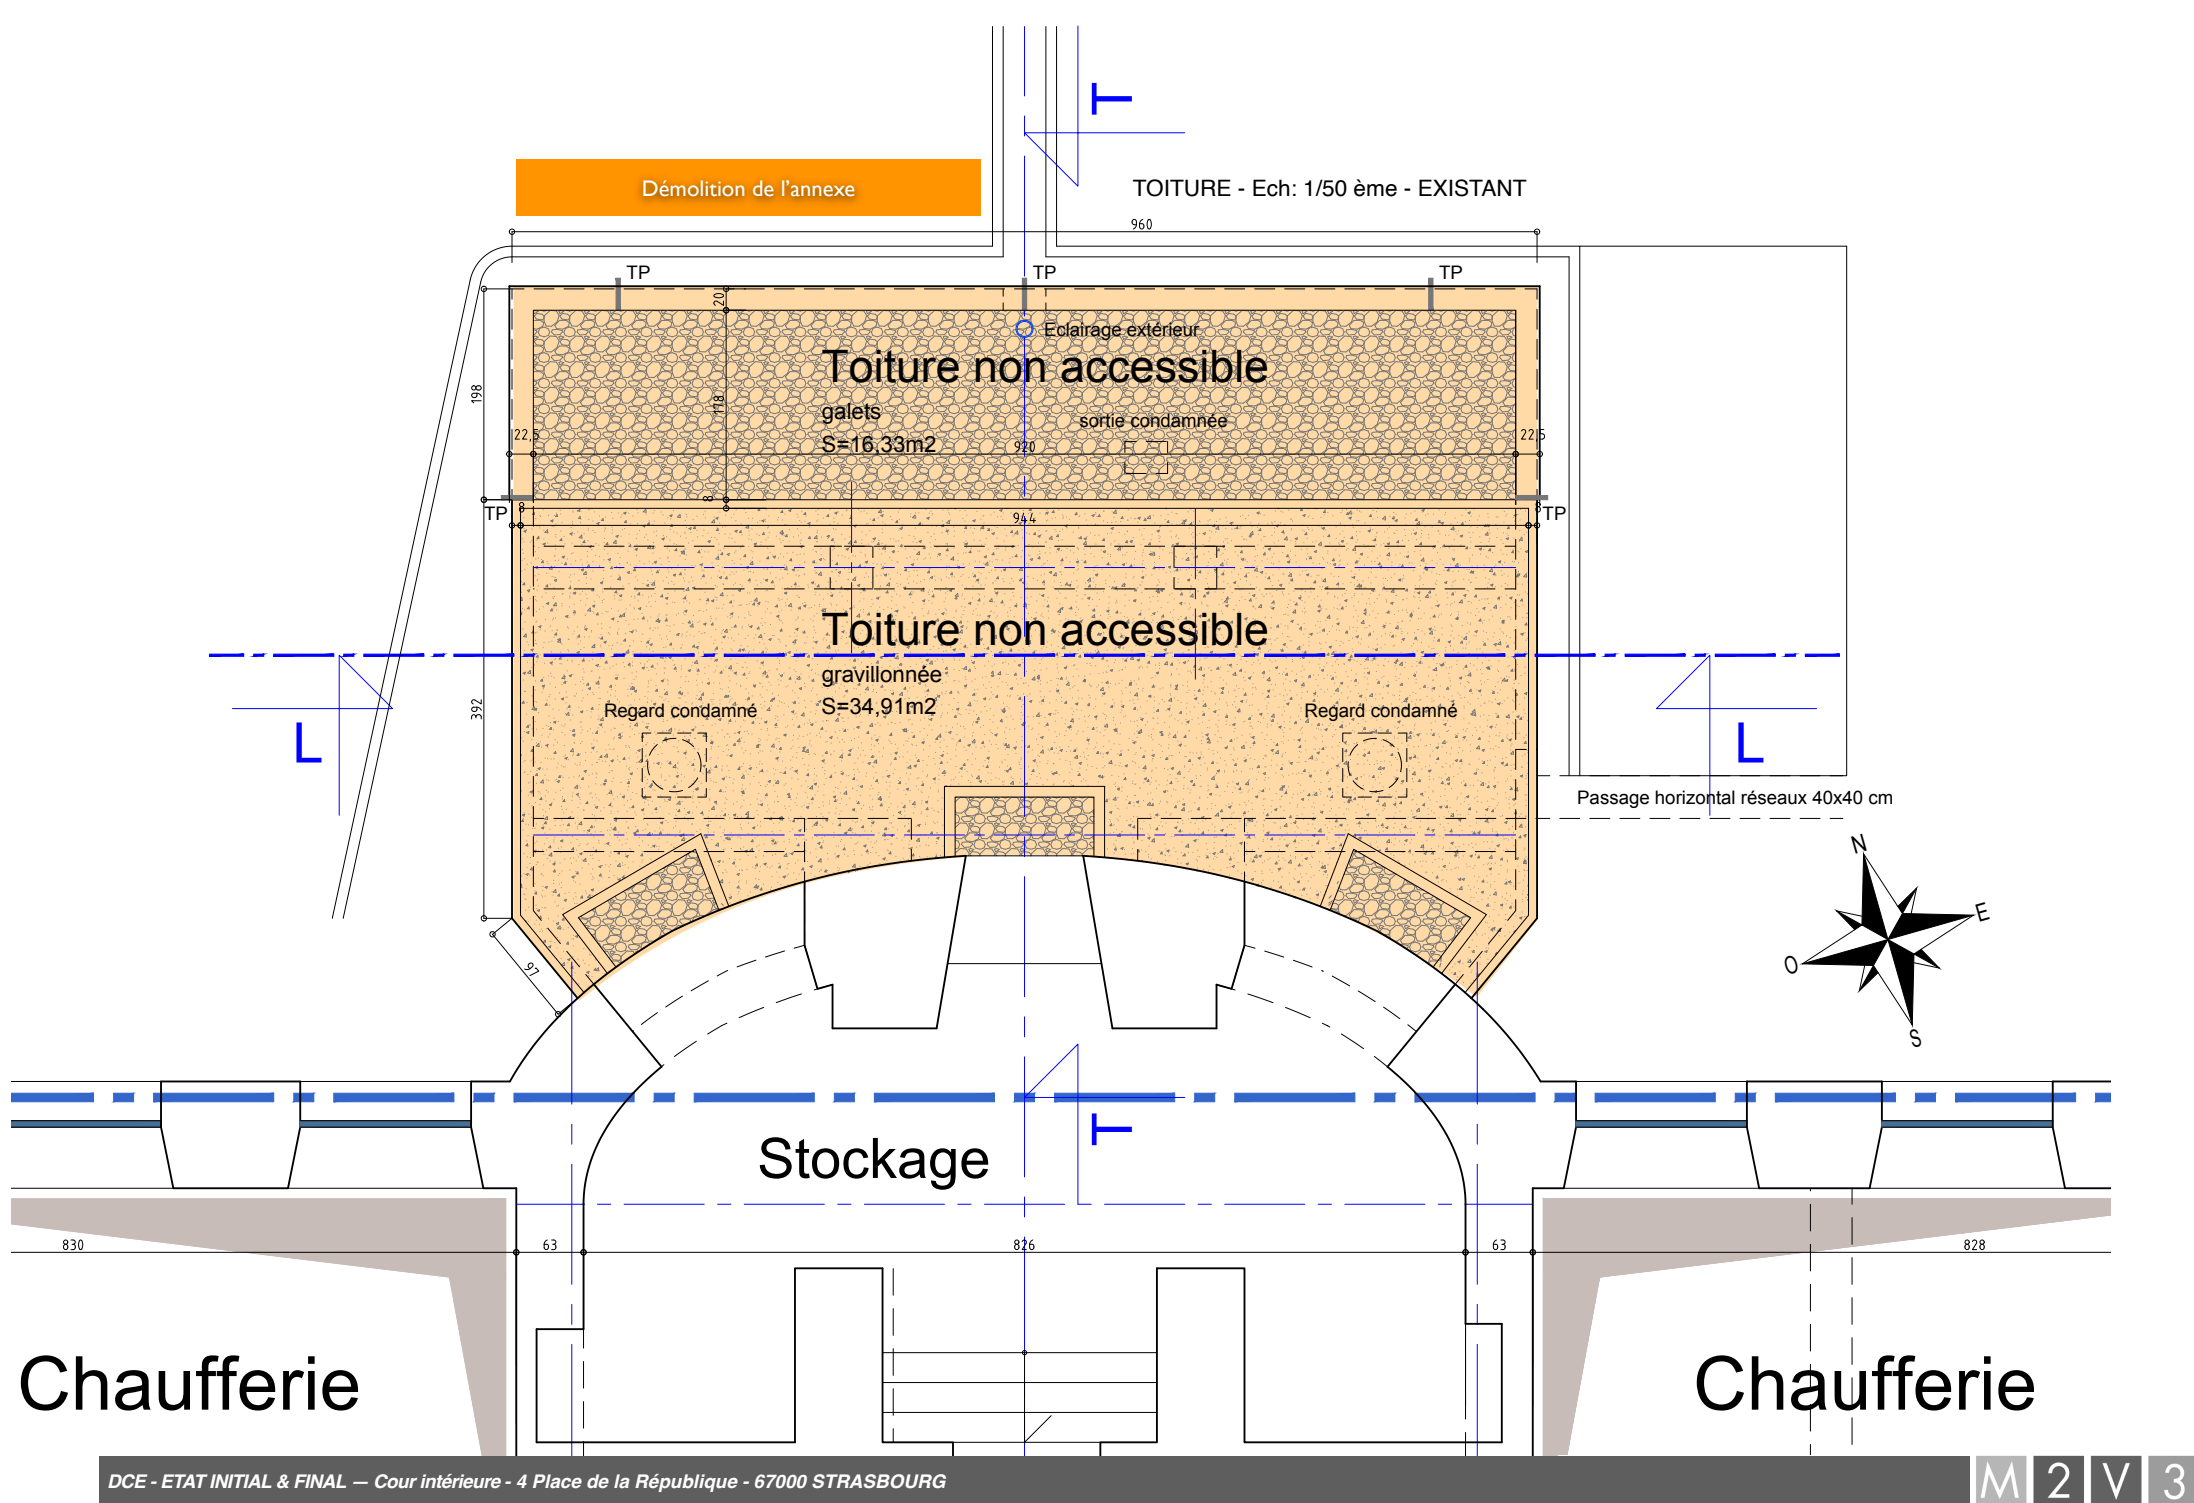 T
Démolition de l'annexe
TOITURE - Ech: 1/50 ème - EXISTANT
960
TP
TP
TP
20
Eclairage extérieur
Toiture non accessible
198
178
galets
sortie condamnée
22,5
22,5
S=16,33m2
920
8
TP
8
944
8
TP
Toiture non accessible
gravillonnée
392
S=34,91m2
Regard condamné
Regard condamné
L
L
Passage horizontal réseaux 40x40 cm
N
E
O
S
97
T
Stockage
830
63
826
63
828
Chaufferie
Chaufferie
DCE - ETAT INITIAL & FINAL — Cour intérieure - 4 Place de la République - 67000 STRASBOURG
M 2 V 3